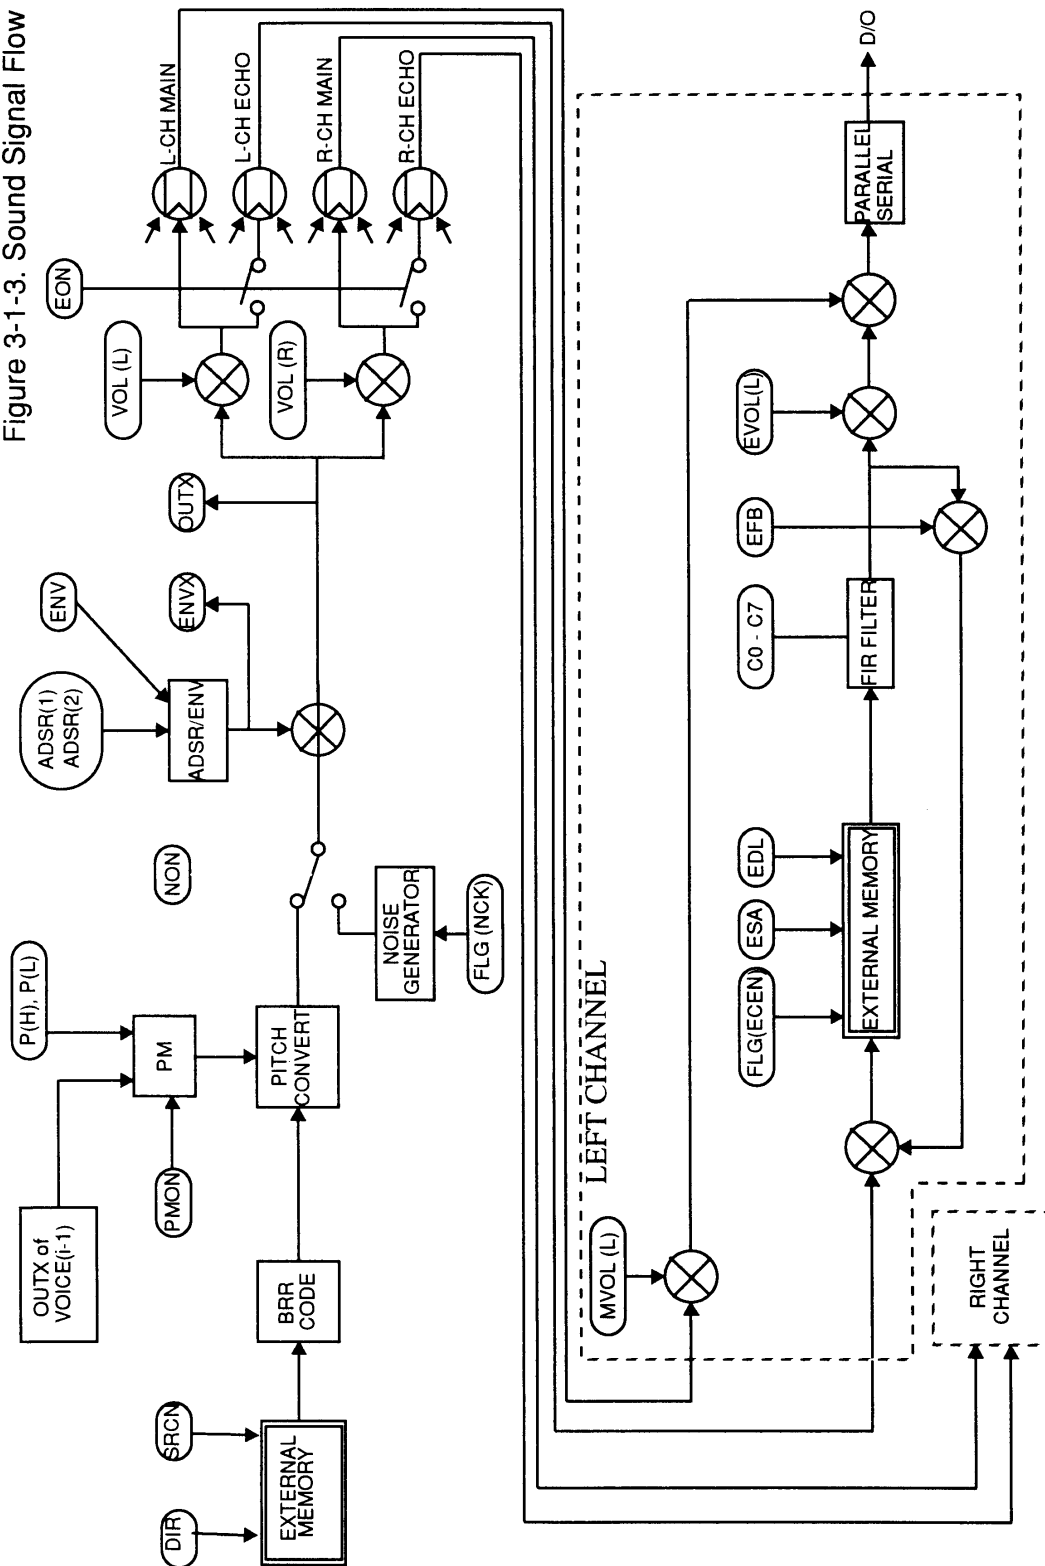 Figure 3-1-3. Sound Signal Flow
DIR
SRCN
EXTERNAL
MEMORY
BRR
CODE
OUTX of
VOICE(i-1)
PMON
P(H), P(L)
PM
PITCH
CONVERT
NON
NOISE
GENERATOR
FLG (NCK)
ADSR(1)
ADSR(2)
ENV
ADSR/ENV
ENVX
OUTX
VOL (L)
VOL (R)
EON
L-CH MAIN
L-CH ECHO
R-CH MAIN
R-CH ECHO
LEFT CHANNEL
MVOL (L)
FLG(ECEN)
ESA
EDL
EXTERNAL MEMORY
C0 - C7
FIR FILTER
EFB
EVOL(L)
PARALLEL
SERIAL
D/O
RIGHT
CHANNEL